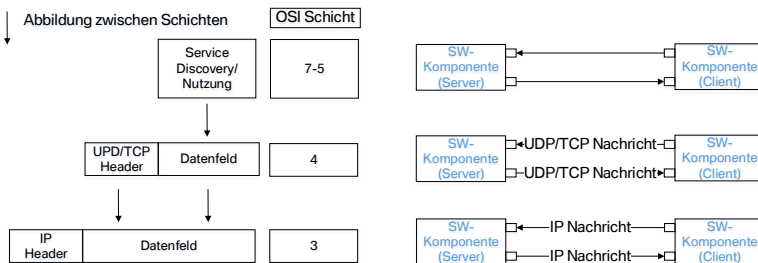 Abbildung zwischen Schichten
OSI Schicht
Service
Discovery/
Nutzung
7-5
SW-
Komponente
(Server)
SW-
Komponente
(Client)
UPD/TCP
Header
Datenfeld
4
SW-
Komponente
(Server)
UDP/TCP Nachricht
UDP/TCP Nachricht
SW-
Komponente
(Client)
IP
Header
Datenfeld
3
SW-
Komponente
(Server)
IP Nachricht
IP Nachricht
SW-
Komponente
(Client)